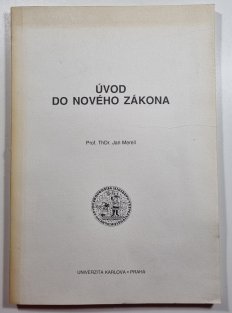 ÚVOD
DO NOVÉHO ZÁKONA
Prof. ThDr. Jan Merell
UNIVERZITA KARLOVA • PRAHA